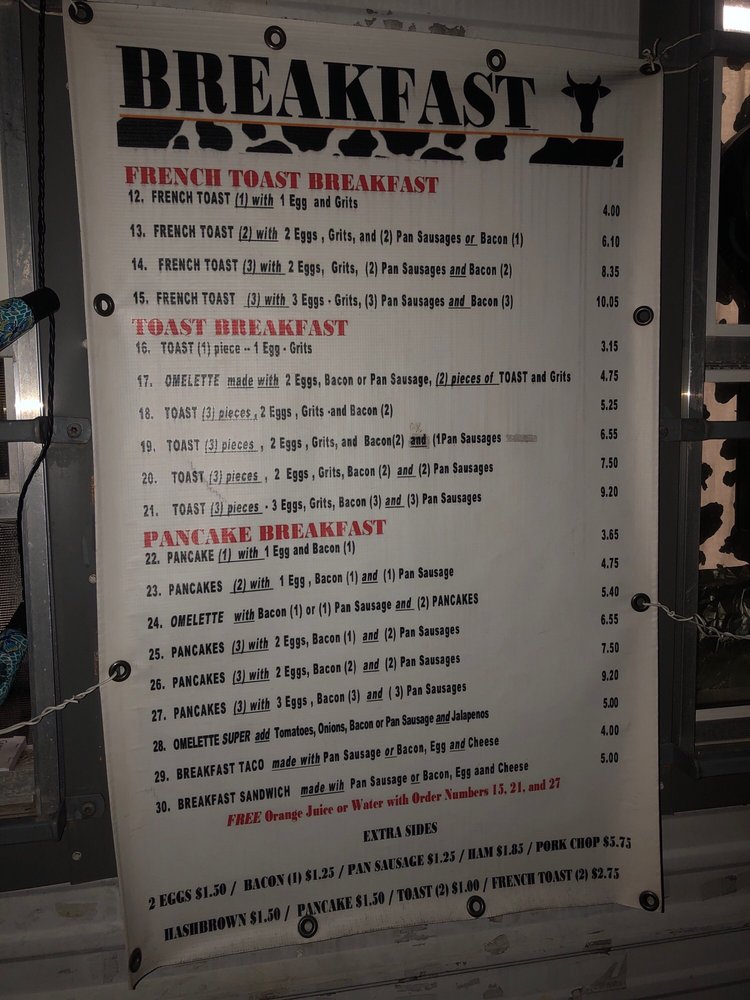 BREAKFAST
FRENCH TOAST BREAKFAST
12. FRENCH TOAST (1) with 1 Egg and Grits 4.00
13. FRENCH TOAST (2) with 2 Egg , Grits, and (2) Pan Sausages or Bacon (1) 6.10
14. FRENCH TOAST (3) with 2 Eggs, Grits, (2) Pan Sausages and Bacon (2) 8.35
15. FRENCH TOAST (3) with 3 Eggs - Grits, (3) Pan Sausages and Bacon (3) 10.05
TOAST BREAKFAST
16. TOAST (1) piece -- 1 Egg - Grits 3.15
17. OMELETTE made with 2 Eggs, Bacon or Pan Sausage, (2) pieces of TOAST and Grits 4.75
18. TOAST (3) pieces , 2 Eggs , Grits -and Bacon (2) 5.25
19. TOAST (3) pieces , 2 Eggs , Grits, and Bacon(2) and (1Pan Sausages 6.55
20. TOAST (3) pieces , 2 Eggs , Grits, Bacon (2) and (2) Pan Sausages 7.50
21. TOAST (3) pieces - 3 Eggs, Grits, Bacon (3) and (3) Pan Sausages 9.20
PANCAKE BREAKFAST
22. PANCAKE (1) with 1 Egg and Bacon (1) 3.65
23. PANCAKES (2) with 1 Egg , Bacon (1) and (1) Pan Sausage 4.75
24. OMELETTE with Bacon (1) or (1) Pan Sausage and (2) PANCAKES 5.40
25. PANCAKES (3) with 2 Eggs, Bacon (1) and (2) Pan Sausages 6.55
26. PANCAKES (3) with 2 Eggs, Bacon (2) and (2) Pan Sausages 7.50
27. PANCAKES (3) with 3 Eggs , Bacon (3) and ( 3) Pan Sausages 9.20
28. OMELETTE SUPER add Tomatoes, Onions, Bacon or Pan Sausage and Jalapenos 5.00
29. BREAKFAST TACO made with Pan Sausage or Bacon, Egg and Cheese 4.00
30. BREAKFAST SANDWICH made wih Pan Sausage or Bacon, Egg aand Cheese 5.00
FREE Orange Juice or Water with Order Numbers 15, 21, and 27
EXTRA SIDES
2 EGGS $1.50 / BACON (1) $1.25 / PAN SAUSAGE $1.25 / HAM $1.85 / PORK CHOP $5.75
HASHBROWN $1.50 / PANCAKE $1.50 / TOAST (2) $1.00 / FRENCH TOAST (2) $2.75